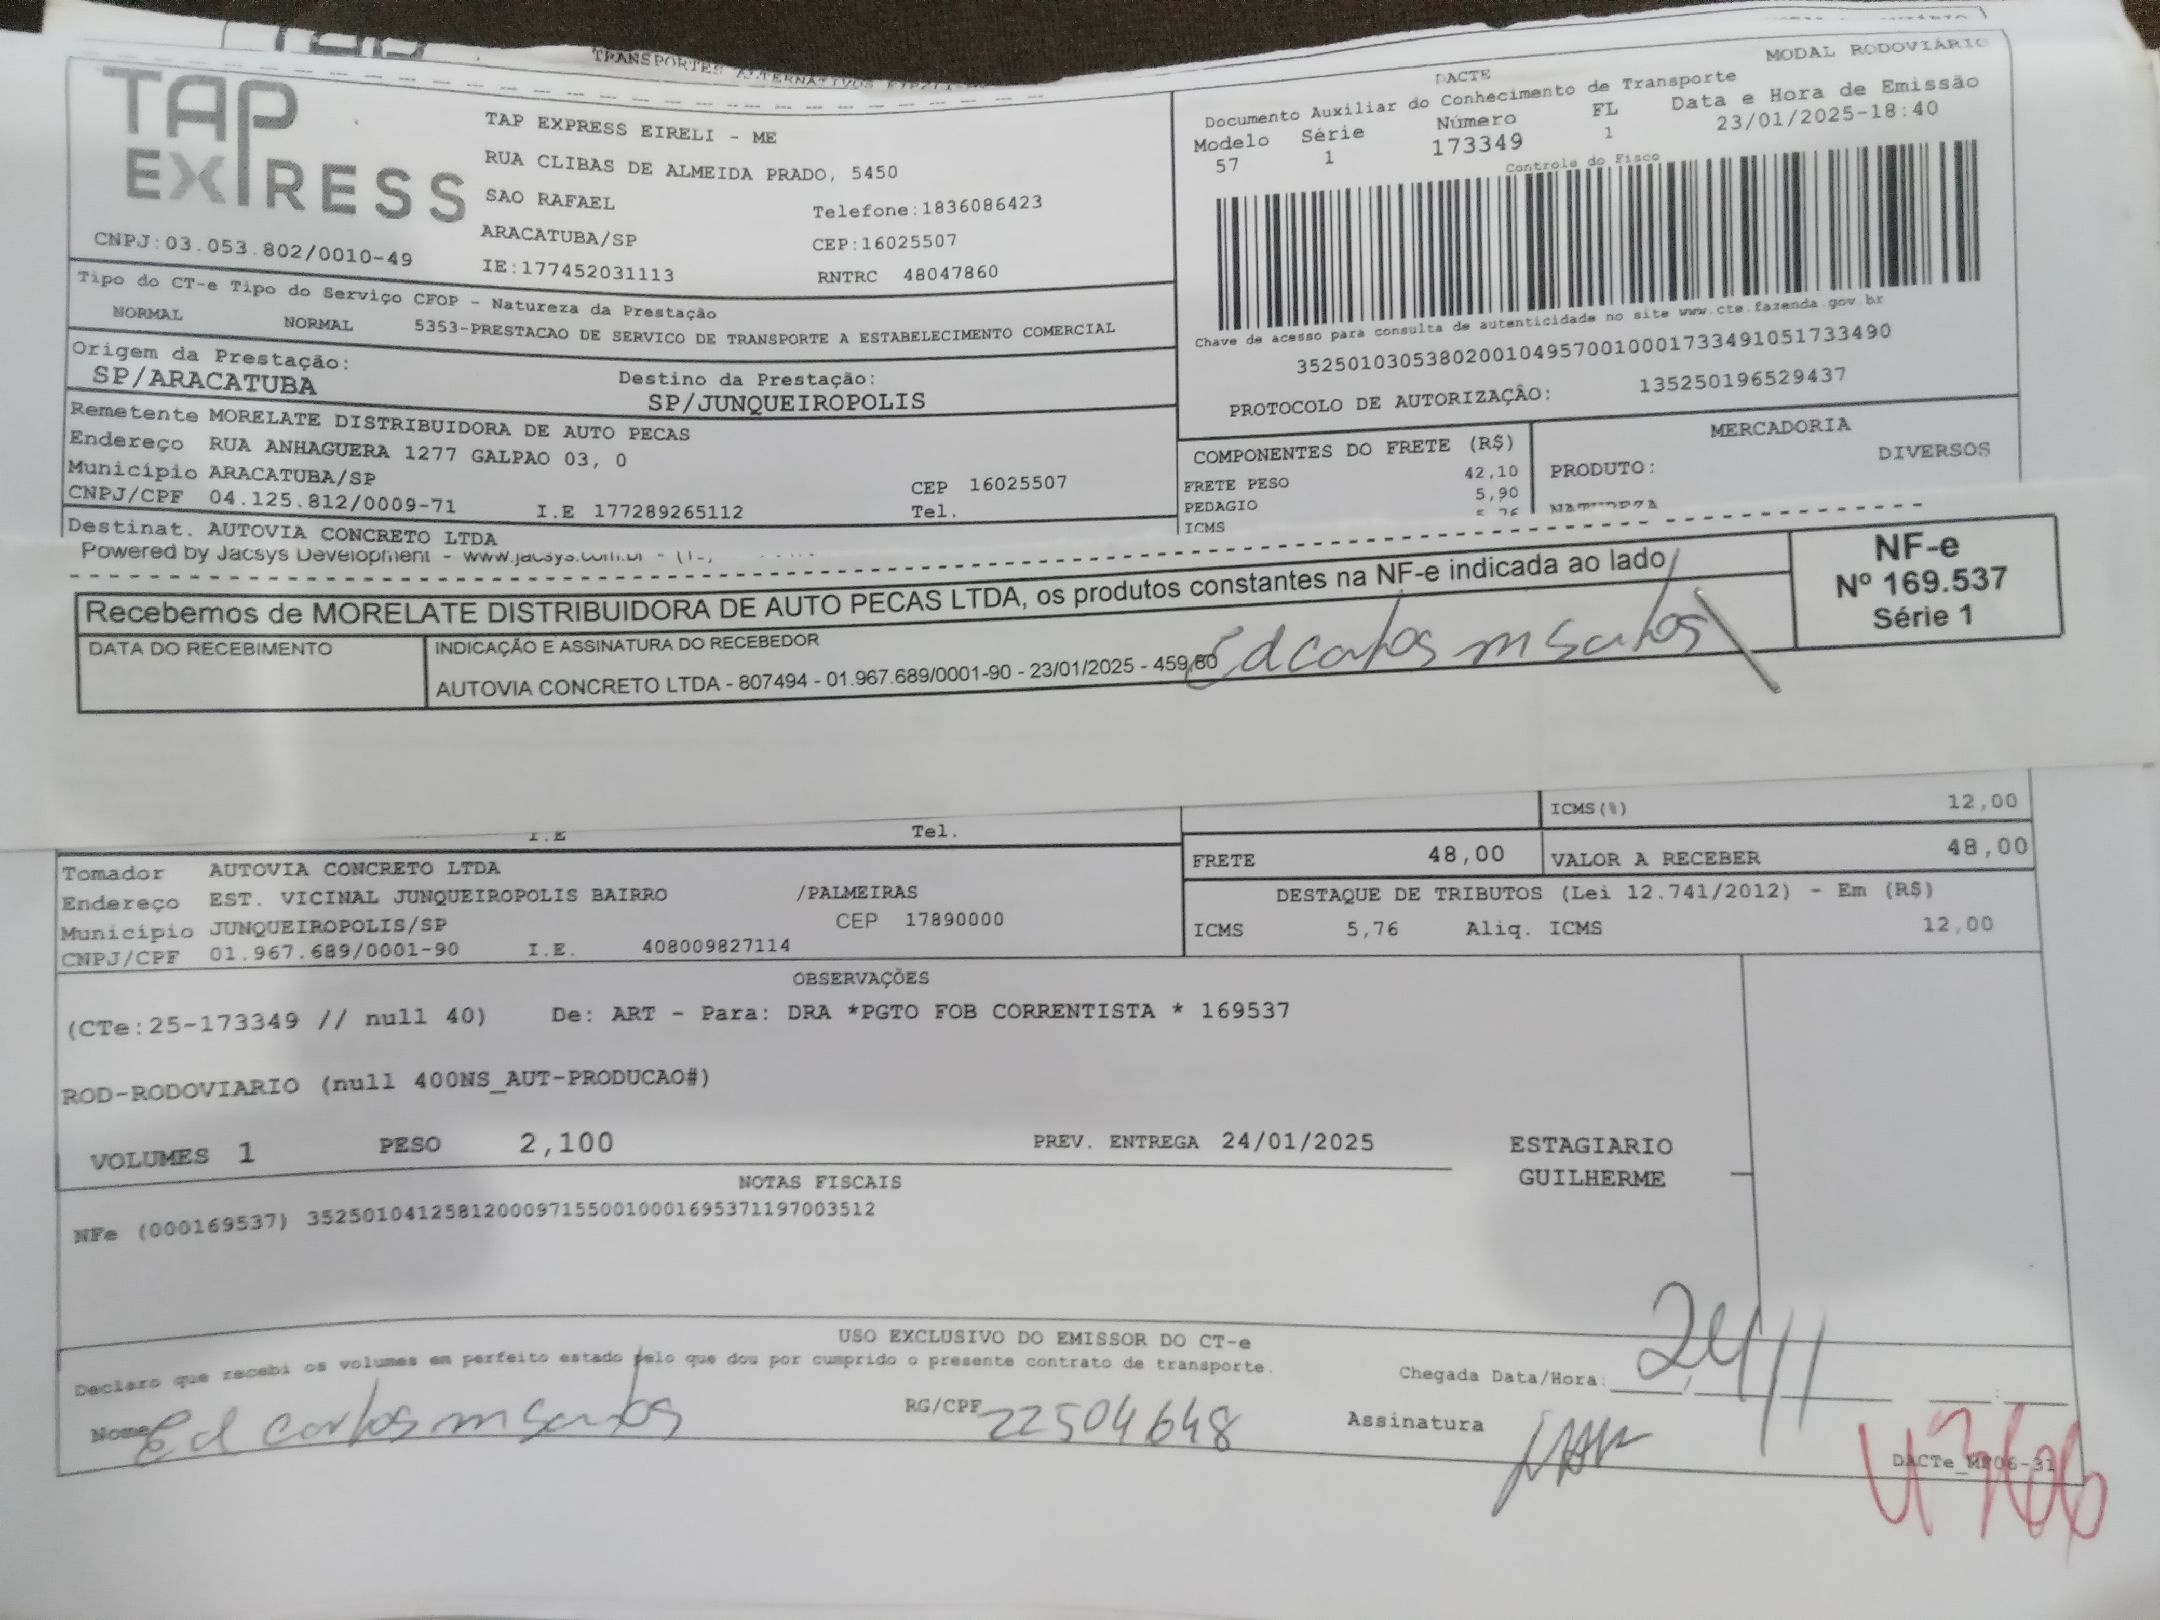 TRANSPORTES ALTERNATIVOS
TAP
EXPRESS
TAP EXPRESS EIRELI - ME
RUA CLIBAS DE ALMEIDA PRADO, 5450
SAO RAFAEL
Telefone:1836086423
ARACATUBA/SP
CEP:16025507
CNPJ:03.053.802/0010-49
IE:177452031113
RNTRC 48047860
MODAL RODOVIÁRIO
DACTE
Documento Auxiliar do Conhecimento de Transporte
Modelo Série Número FL Data e Hora de Emissão
57 1 173349 1 23/01/2025-18:40
Controle do Fisco
Chave de acesso para consulta de autenticidade no site www.cte.fazenda.gov.br
35250103053802001049570010001733491051733490
PROTOCOLO DE AUTORIZAÇÃO: 135250196529437
Tipo do CT-e Tipo do Serviço CFOP - Natureza da Prestação
NORMAL NORMAL 5353-PRESTACAO DE SERVICO DE TRANSPORTE A ESTABELECIMENTO COMERCIAL
Origem da Prestação:
SP/ARACATUBA
Destino da Prestação:
SP/JUNQUEIROPOLIS
Remetente MORELATE DISTRIBUIDORA DE AUTO PECAS
Endereço RUA ANHAGUERA 1277 GALPAO 03, 0
Município ARACATUBA/SP
CEP 16025507
CNPJ/CPF 04.125.812/0009-71 I.E 177289265112 Tel.
Destinat. AUTOVIA CONCRETO LTDA
COMPONENTES DO FRETE (R$)
FRETE PESO 42,10
PEDAGIO 5,90
ICMS 5,76
MERCADORIA
PRODUTO: DIVERSOS
NATUREZA
Powered by Jacsys Development - www.jacsys.com.br
Recebemos de MORELATE DISTRIBUIDORA DE AUTO PECAS LTDA, os produtos constantes na NF-e indicada ao lado
DATA DO RECEBIMENTO
INDICAÇÃO E ASSINATURA DO RECEBEDOR
AUTOVIA CONCRETO LTDA - 807494 - 01.967.689/0001-90 - 23/01/2025 - 459,80
Ed carlos m Santos
NF-e
Nº 169.537
Série 1
I.E Tel.
ICMS(%) 12,00
FRETE 48,00 VALOR A RECEBER 48,00
Tomador AUTOVIA CONCRETO LTDA
Endereço EST. VICINAL JUNQUEIROPOLIS BAIRRO /PALMEIRAS
Município JUNQUEIROPOLIS/SP CEP 17890000
CNPJ/CPF 01.967.689/0001-90 I.E. 408009827114
DESTAQUE DE TRIBUTOS (Lei 12.741/2012) - Em (R$)
ICMS 5,76 Aliq. ICMS 12,00
OBSERVAÇÕES
(CTe:25-173349 // null 40) De: ART - Para: DRA *PGTO FOB CORRENTISTA * 169537
ROD-RODOVIARIO (null 400NS_AUT-PRODUCAO#)
VOLUMES 1 PESO 2,100 PREV. ENTREGA 24/01/2025
ESTAGIARIO
GUILHERME
NOTAS FISCAIS
NFe (000169537) 35250104125812000971550010001695371197003512
USO EXCLUSIVO DO EMISSOR DO CT-e
Declaro que recebi os volumes em perfeito estado pelo que dou por cumprido o presente contrato de transporte.
Chegada Data/Hora: 24/1
Nome Ed carlos m Santos RG/CPF 22504648 Assinatura